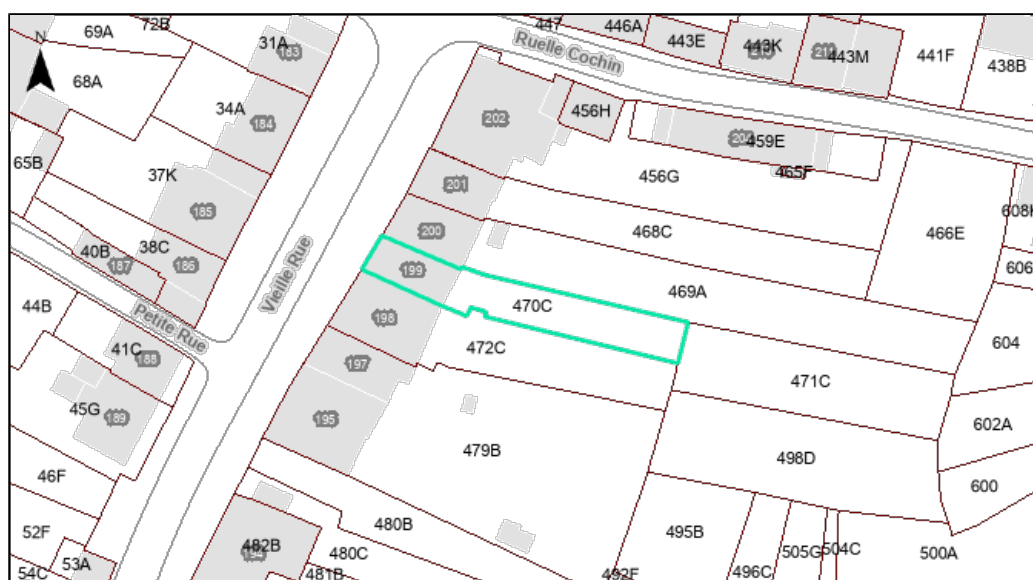 69A
72B
447
446A
31A
183
Ruelle Cochin
443E
443K
443M
441F
438B
N
68A
34A
184
202
456H
459E
65B
37K
456G
465F
185
201
608H
468C
466E
200
40B
38C
187
186
Vieille Rue
606
199
469A
44B
470C
Petite Rue
198
604
41C
188
472C
197
471C
45G
189
195
602A
479B
498D
46F
600
480B
52F
495B
482B
480C
505G
504C
500A
53A
54C
481B
492F
496C